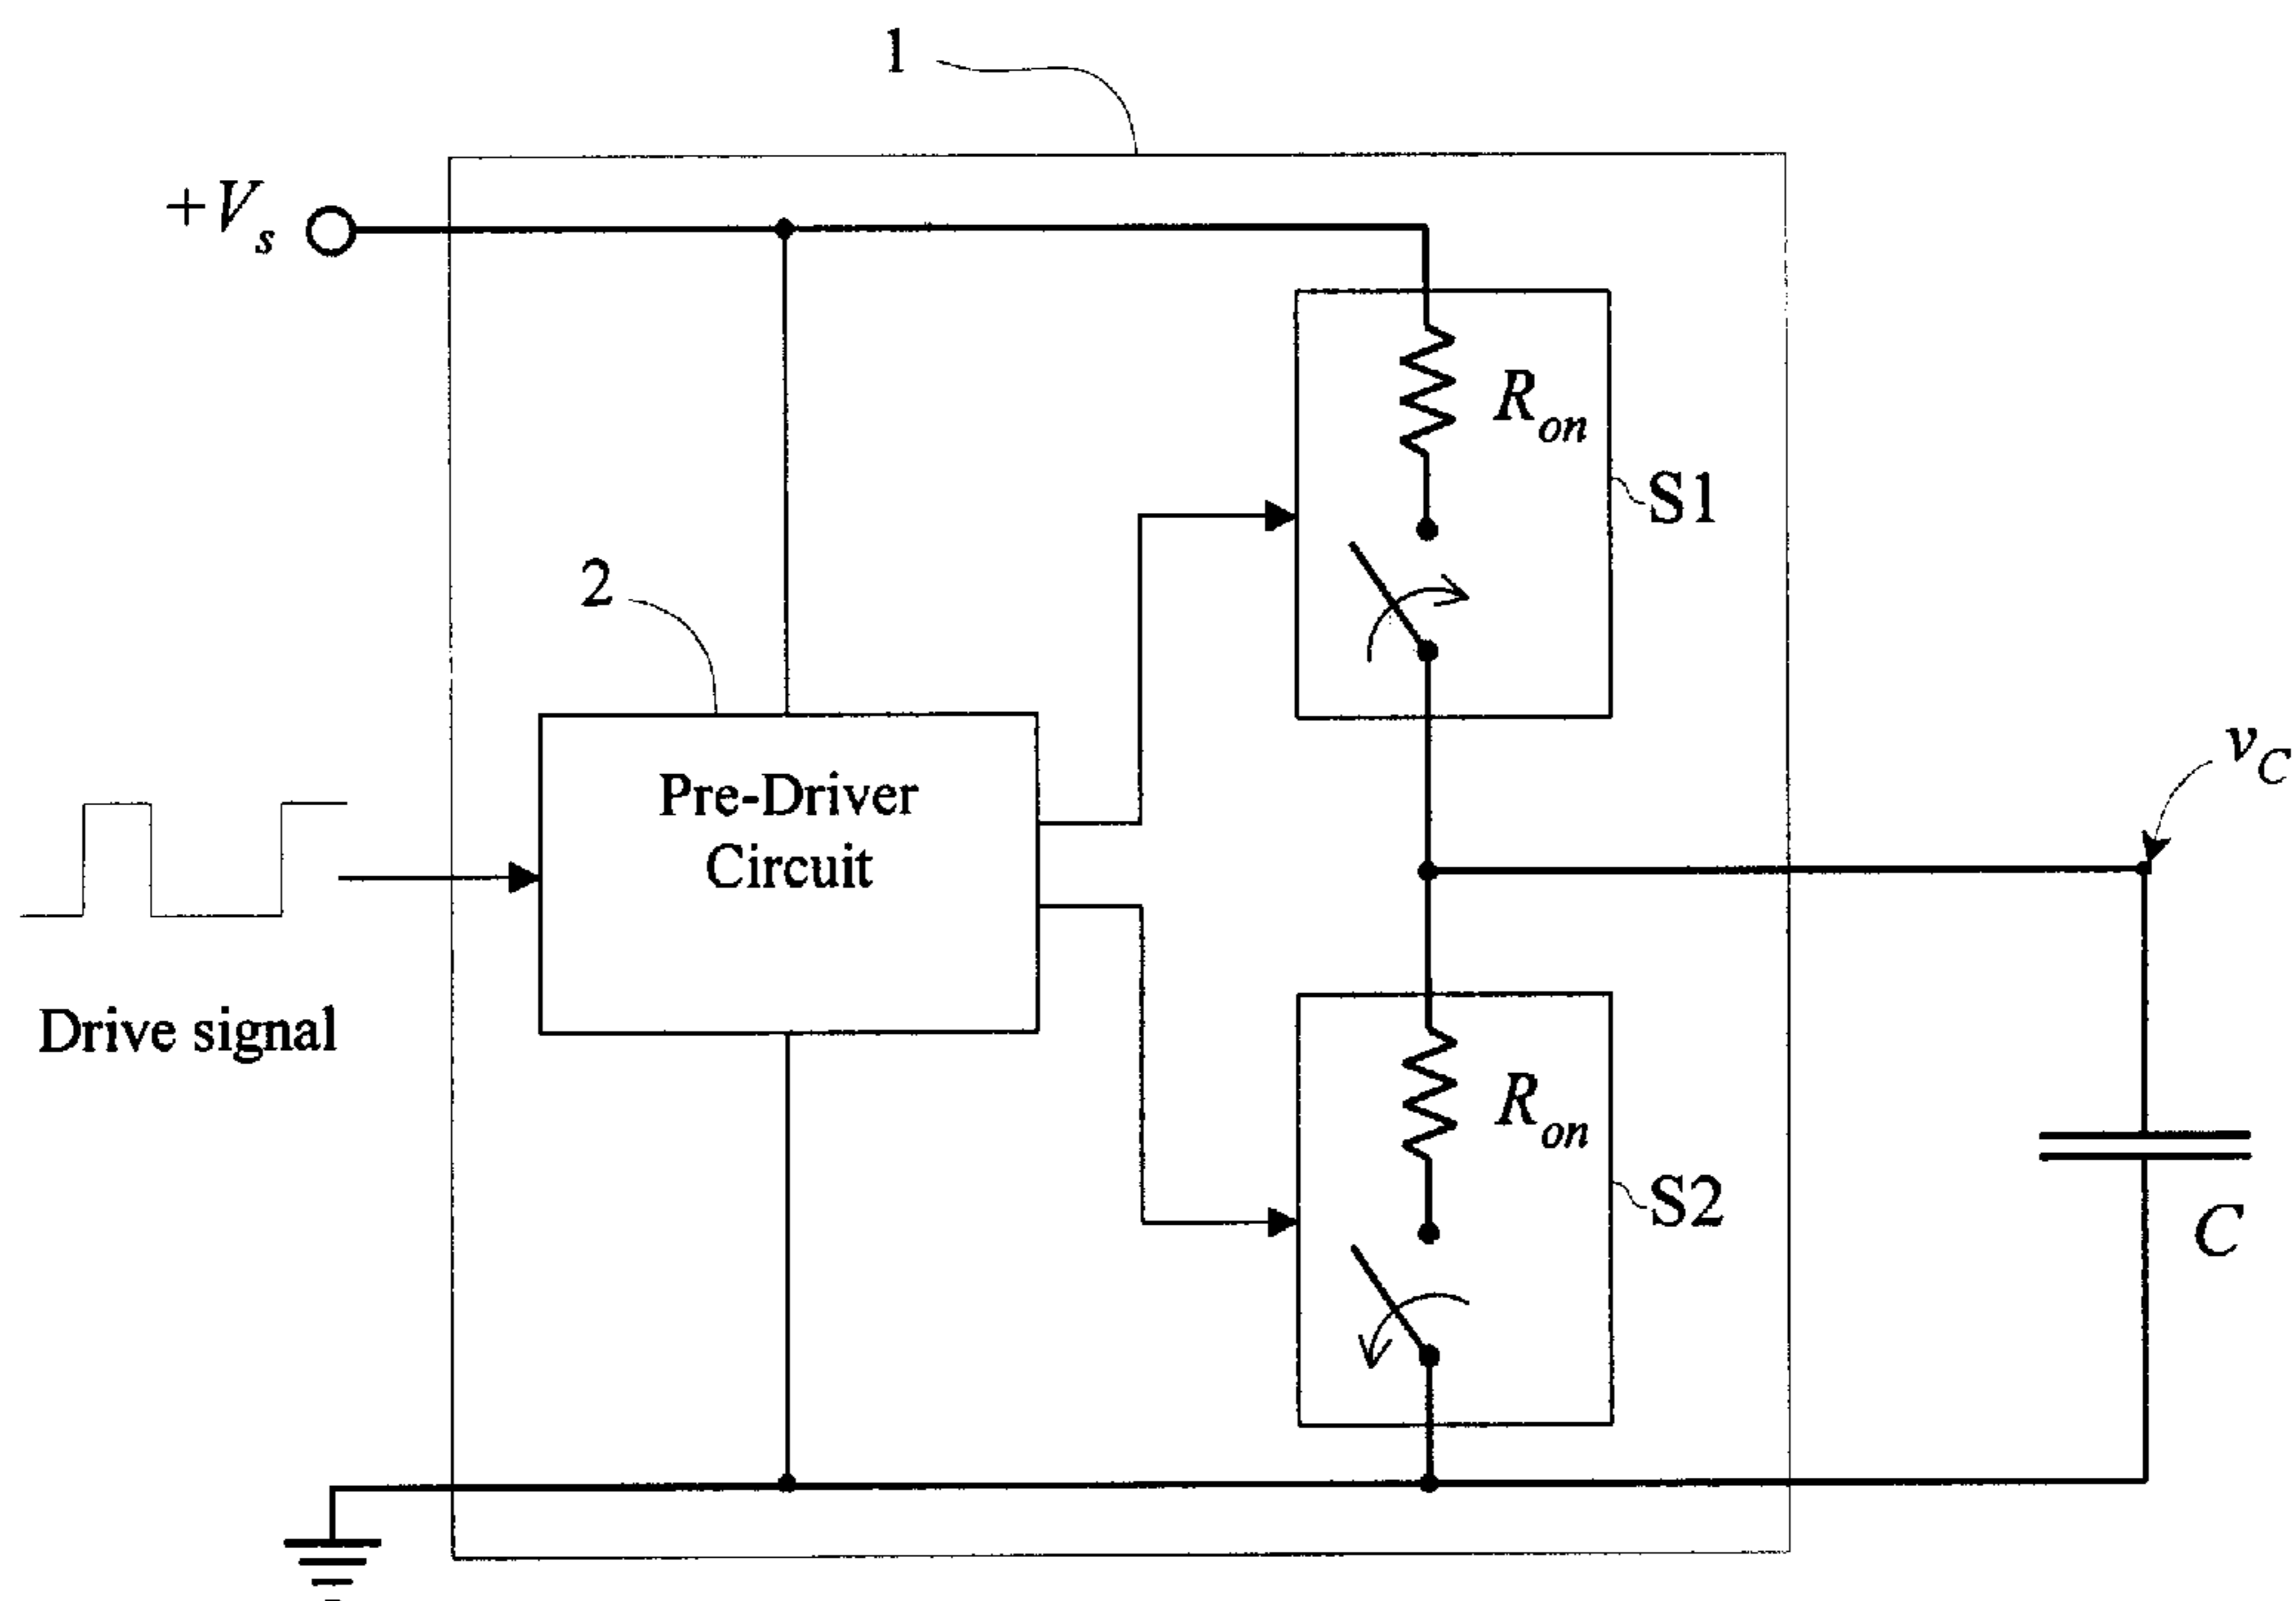 1
+Vs
Ron
S1
2
Pre-Driver
Circuit
vC
Drive signal
Ron
S2
C